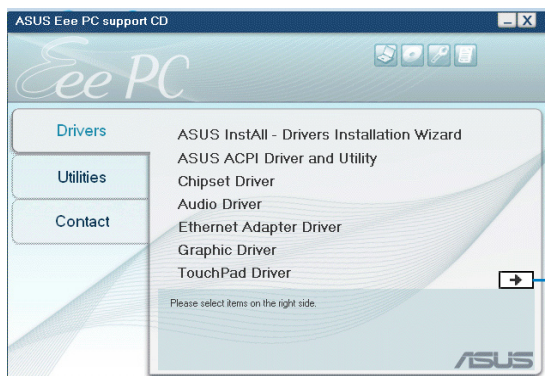 ASUS Eee PC support CD
Eee PC
Drivers
Utilities
Contact
ASUS InstAll - Drivers Installation Wizard
ASUS ACPI Driver and Utility
Chipset Driver
Audio Driver
Ethernet Adapter Driver
Graphic Driver
TouchPad Driver
Please select items on the right side.
ASUS